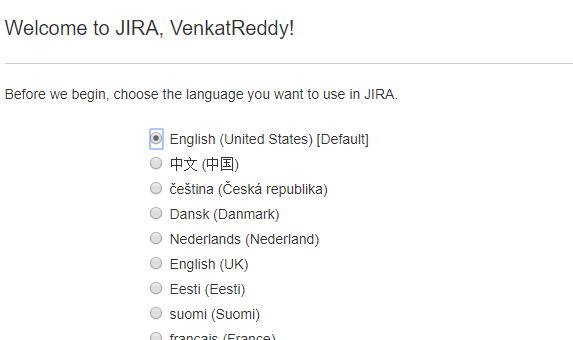 Welcome to JIRA, VenkatReddy!
Before we begin, choose the language you want to use in JIRA.
English (United States) [Default]
中文 (中国)
čeština (Česká republika)
Dansk (Danmark)
Nederlands (Nederland)
English (UK)
Eesti (Eesti)
suomi (Suomi)
français (France)